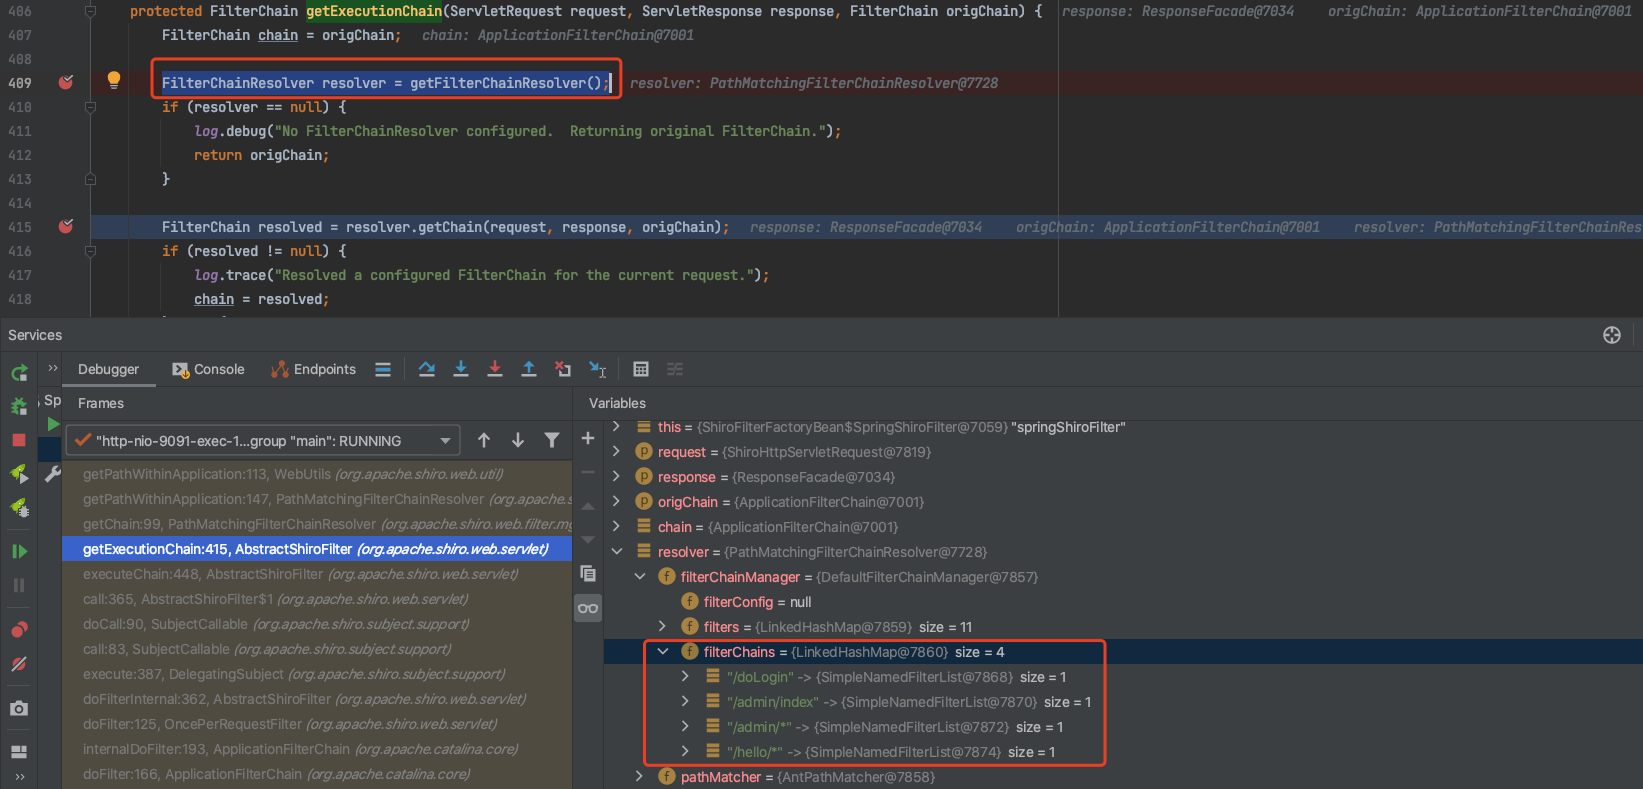 406 protected FilterChain getExecutionChain(ServletRequest request, ServletResponse response, FilterChain origChain) { response: ResponseFacade@7034 origChain: ApplicationFilterChain@7001
407 FilterChain chain = origChain; chain: ApplicationFilterChain@7001
408
409 FilterChainResolver resolver = getFilterChainResolver(); resolver: PathMatchingFilterChainResolver@7728
410 if (resolver == null) {
411 log.debug("No FilterChainResolver configured.  Returning original FilterChain.");
412 return origChain;
413 }
414
415 FilterChain resolved = resolver.getChain(request, response, origChain); response: ResponseFacade@7034 origChain: ApplicationFilterChain@7001 resolver: PathMatchingFilterChainRes
416 if (resolved != null) {
417 log.trace("Resolved a configured FilterChain for the current request.");
418 chain = resolved;
Services
Debugger Console Endpoints
Sp
Frames
"http-nio-9091-exec-1...group "main": RUNNING
getPathWithinApplication:113, WebUtils (org.apache.shiro.web.util)
getPathWithinApplication:147, PathMatchingFilterChainResolver (org.apache.s
getChain:99, PathMatchingFilterChainResolver (org.apache.shiro.web.filter.mg
getExecutionChain:415, AbstractShiroFilter (org.apache.shiro.web.servlet)
executeChain:448, AbstractShiroFilter (org.apache.shiro.web.servlet)
call:365, AbstractShiroFilter$1 (org.apache.shiro.web.servlet)
doCall:90, SubjectCallable (org.apache.shiro.subject.support)
call:83, SubjectCallable (org.apache.shiro.subject.support)
execute:387, DelegatingSubject (org.apache.shiro.subject.support)
doFilterInternal:362, AbstractShiroFilter (org.apache.shiro.web.servlet)
doFilter:125, OncePerRequestFilter (org.apache.shiro.web.servlet)
internalDoFilter:193, ApplicationFilterChain (org.apache.catalina.core)
doFilter:166, ApplicationFilterChain (org.apache.catalina.core)
Variables
this = {ShiroFilterFactoryBean$SpringShiroFilter@7059} "springShiroFilter"
request = {ShiroHttpServletRequest@7819}
response = {ResponseFacade@7034}
origChain = {ApplicationFilterChain@7001}
chain = {ApplicationFilterChain@7001}
resolver = {PathMatchingFilterChainResolver@7728}
filterChainManager = {DefaultFilterChainManager@7857}
filterConfig = null
filters = {LinkedHashMap@7859} size = 11
filterChains = {LinkedHashMap@7860} size = 4
"/doLogin" -> {SimpleNamedFilterList@7868} size = 1
"/admin/index" -> {SimpleNamedFilterList@7870} size = 1
"/admin/*" -> {SimpleNamedFilterList@7872} size = 1
"/hello/*" -> {SimpleNamedFilterList@7874} size = 1
pathMatcher = {AntPathMatcher@7858}